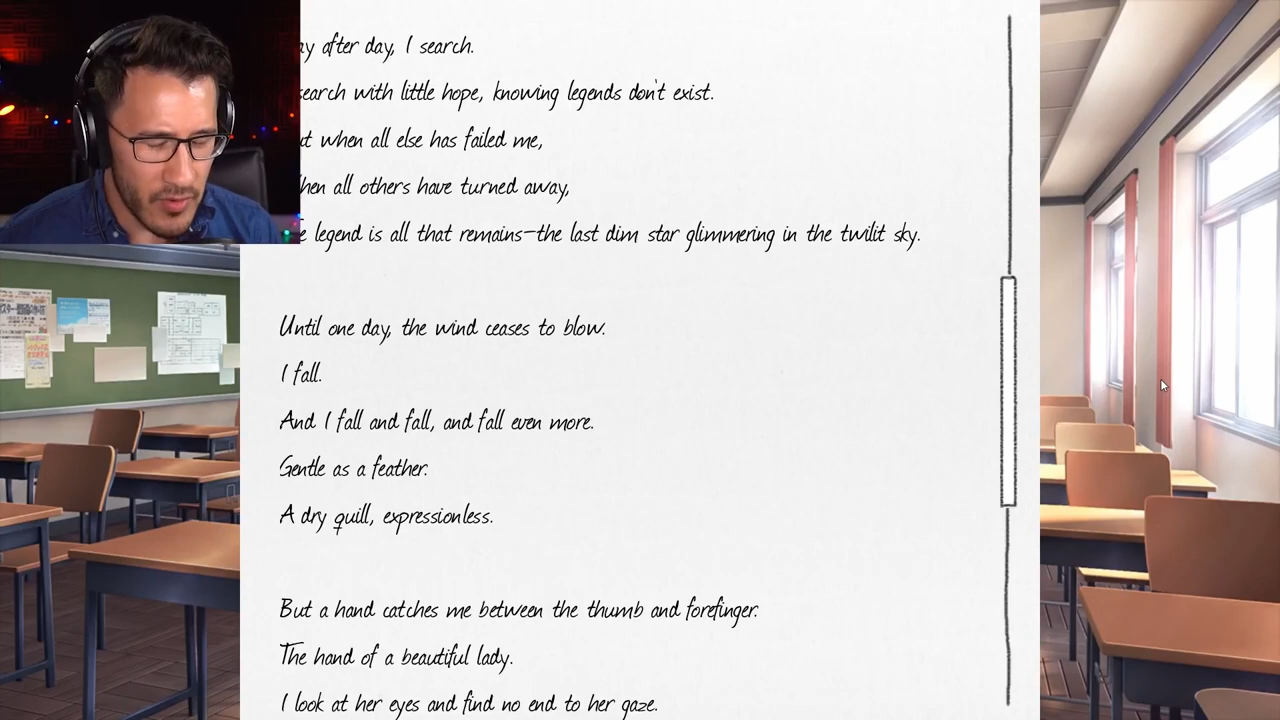 after day, I search.
search with little hope, knowing legends don't exist.
when all else has failed me,
all others have turned away,
legend is all that remains—the last dim star glimmering in the twilit sky.
Until one day, the wind ceases to blow.
I fall.
And I fall and fall, and fall even more.
Gentle as a feather.
A dry quill, expressionless.
But a hand catches me between the thumb and forefinger.
The hand of a beautiful lady.
I look at her eyes and find no end to her gaze.